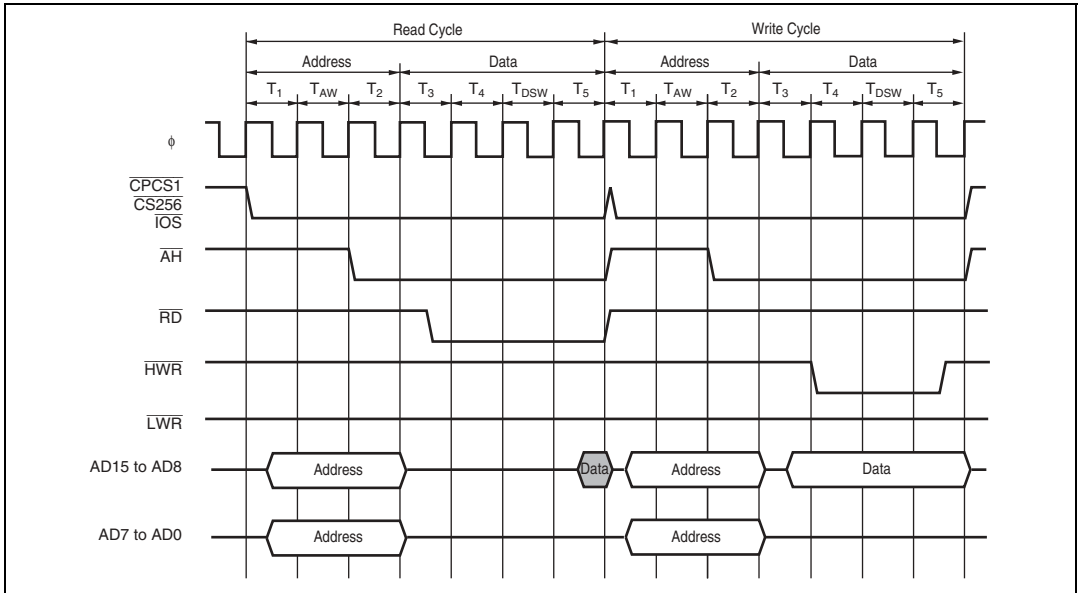 Read Cycle Write Cycle
Address Data Address Data
T1 TAW T2 T3 T4 TDSW T5 T1 TAW T2 T3 T4 TDSW T5
ϕ
CPCS1
CS256
IOS
AH
RD
HWR
LWR
AD15 to AD8 Address Data Address Data
AD7 to AD0 Address Address